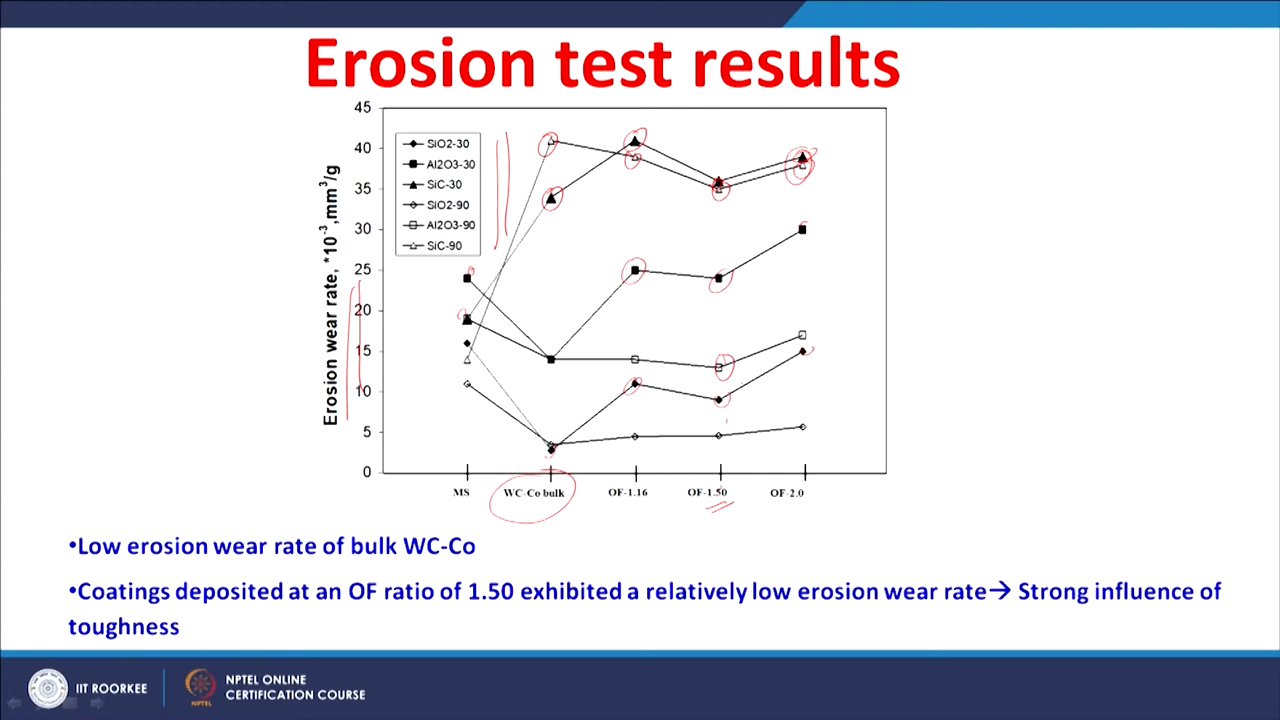 Erosion test results
Erosion wear rate, *10⁻³,mm³/g
45
40
35
30
25
20
15
10
5
0
SiO2-30
Al2O3-30
SiC-30
SiO2-90
Al2O3-90
SiC-90
MS
WC-Co bulk
OF-1.16
OF-1.50
OF-2.0
•Low erosion wear rate of bulk WC-Co
•Coatings deposited at an OF ratio of 1.50 exhibited a relatively low erosion wear rate→ Strong influence of
toughness
IIT ROORKEE
NPTEL
NPTEL ONLINE
CERTIFICATION COURSE